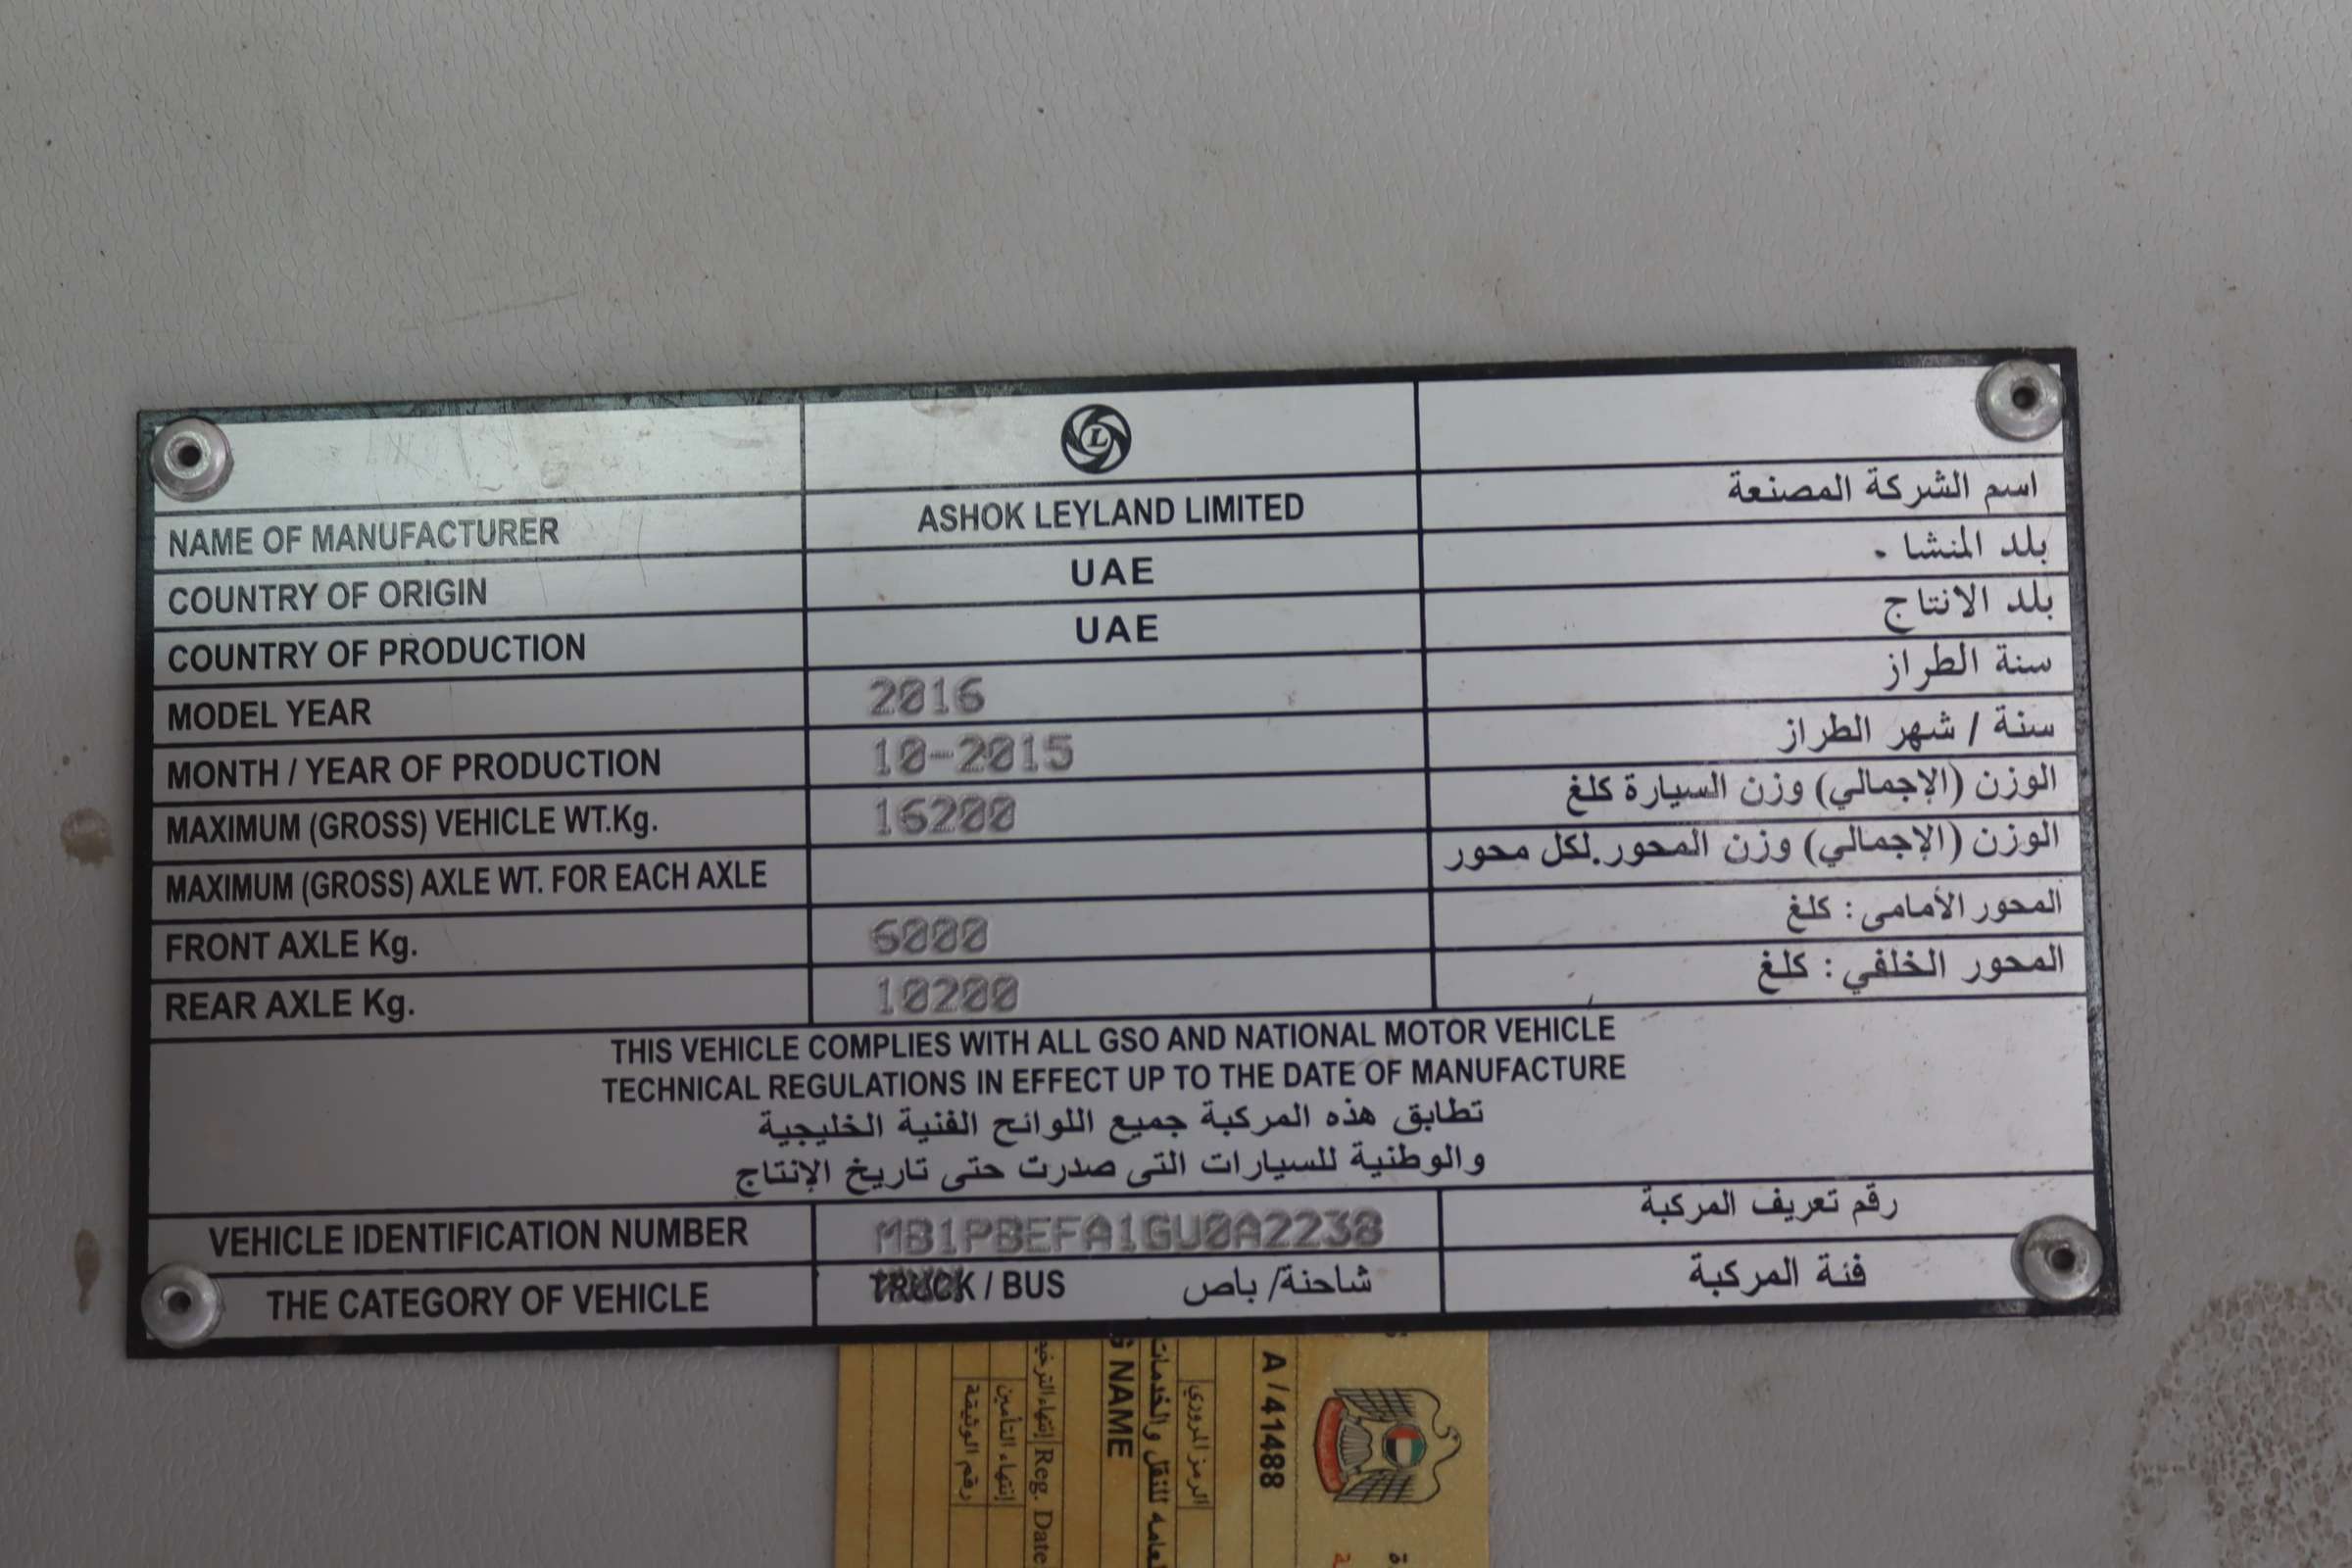 L
NAME OF MANUFACTURER ASHOK LEYLAND LIMITED اسم الشركة المصنعة
COUNTRY OF ORIGIN UAE بلد المنشا .
COUNTRY OF PRODUCTION UAE بلد الانتاج
MODEL YEAR 2016 سنة الطراز
MONTH / YEAR OF PRODUCTION 10-2015 سنة / شهر الطراز
MAXIMUM (GROSS) VEHICLE WT.Kg. 16200 الوزن (الإجمالي) وزن السيارة كلغ
MAXIMUM (GROSS) AXLE WT. FOR EACH AXLE الوزن (الإجمالي) وزن المحور.لكل محور
FRONT AXLE Kg. 6000 المحور الأمامى : كلغ
REAR AXLE Kg. 10200 المحور الخلفي : كلغ
THIS VEHICLE COMPLIES WITH ALL GSO AND NATIONAL MOTOR VEHICLE
TECHNICAL REGULATIONS IN EFFECT UP TO THE DATE OF MANUFACTURE
تطابق هذه المركبة جميع اللوائح الفنية الخليجية
والوطنية للسيارات التى صدرت حتى تاريخ الإنتاج
VEHICLE IDENTIFICATION NUMBER MB1PBEFA1GU0A2238 رقم تعريف المركبة
THE CATEGORY OF VEHICLE TRUCK / BUS شاحنة/ باص فئة المركبة
A / 41488
الرمز المروري
للنقل والخدمات
NAME
إنتهاء الترخيص Reg. Date
إنتهاء التأمين
رقم الوثيقة